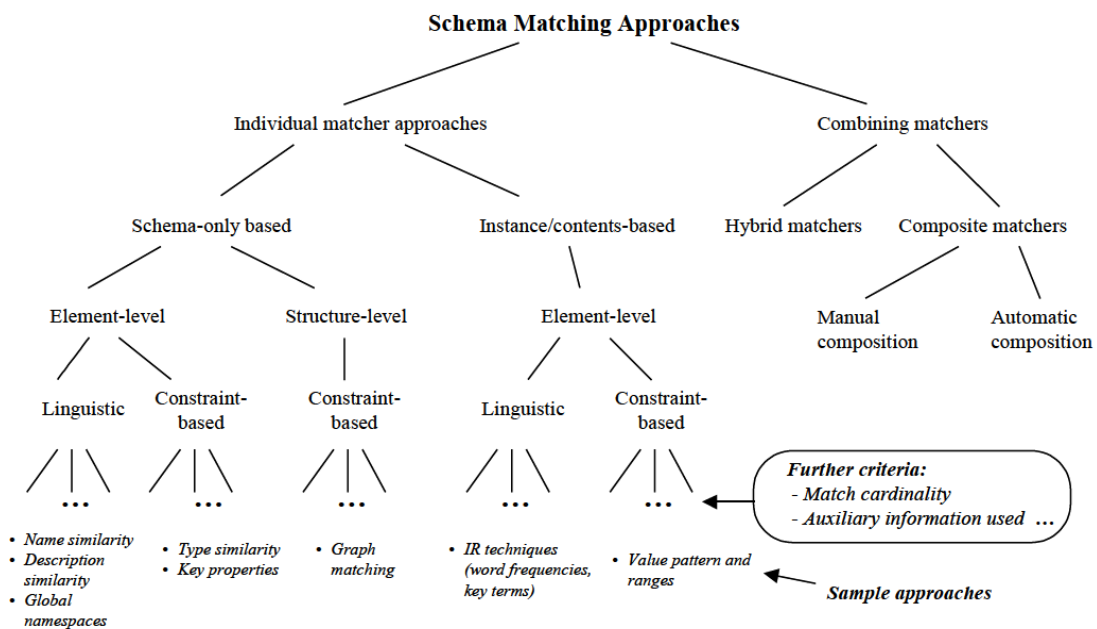 Schema Matching Approaches
Individual matcher approaches
Combining matchers
Schema-only based
Instance/contents-based
Hybrid matchers
Composite matchers
Element-level
Structure-level
Element-level
Manual
composition
Automatic
composition
Linguistic
Constraint-
based
Constraint-
based
Linguistic
Constraint-
based
Further criteria:
- Match cardinality
- Auxiliary information used ...
...
...
...
...
...
• Name similarity
• Description
similarity
• Global
namespaces
• Type similarity
• Key properties
• Graph
matching
• IR techniques
(word frequencies,
key terms)
• Value pattern and
ranges
Sample approaches